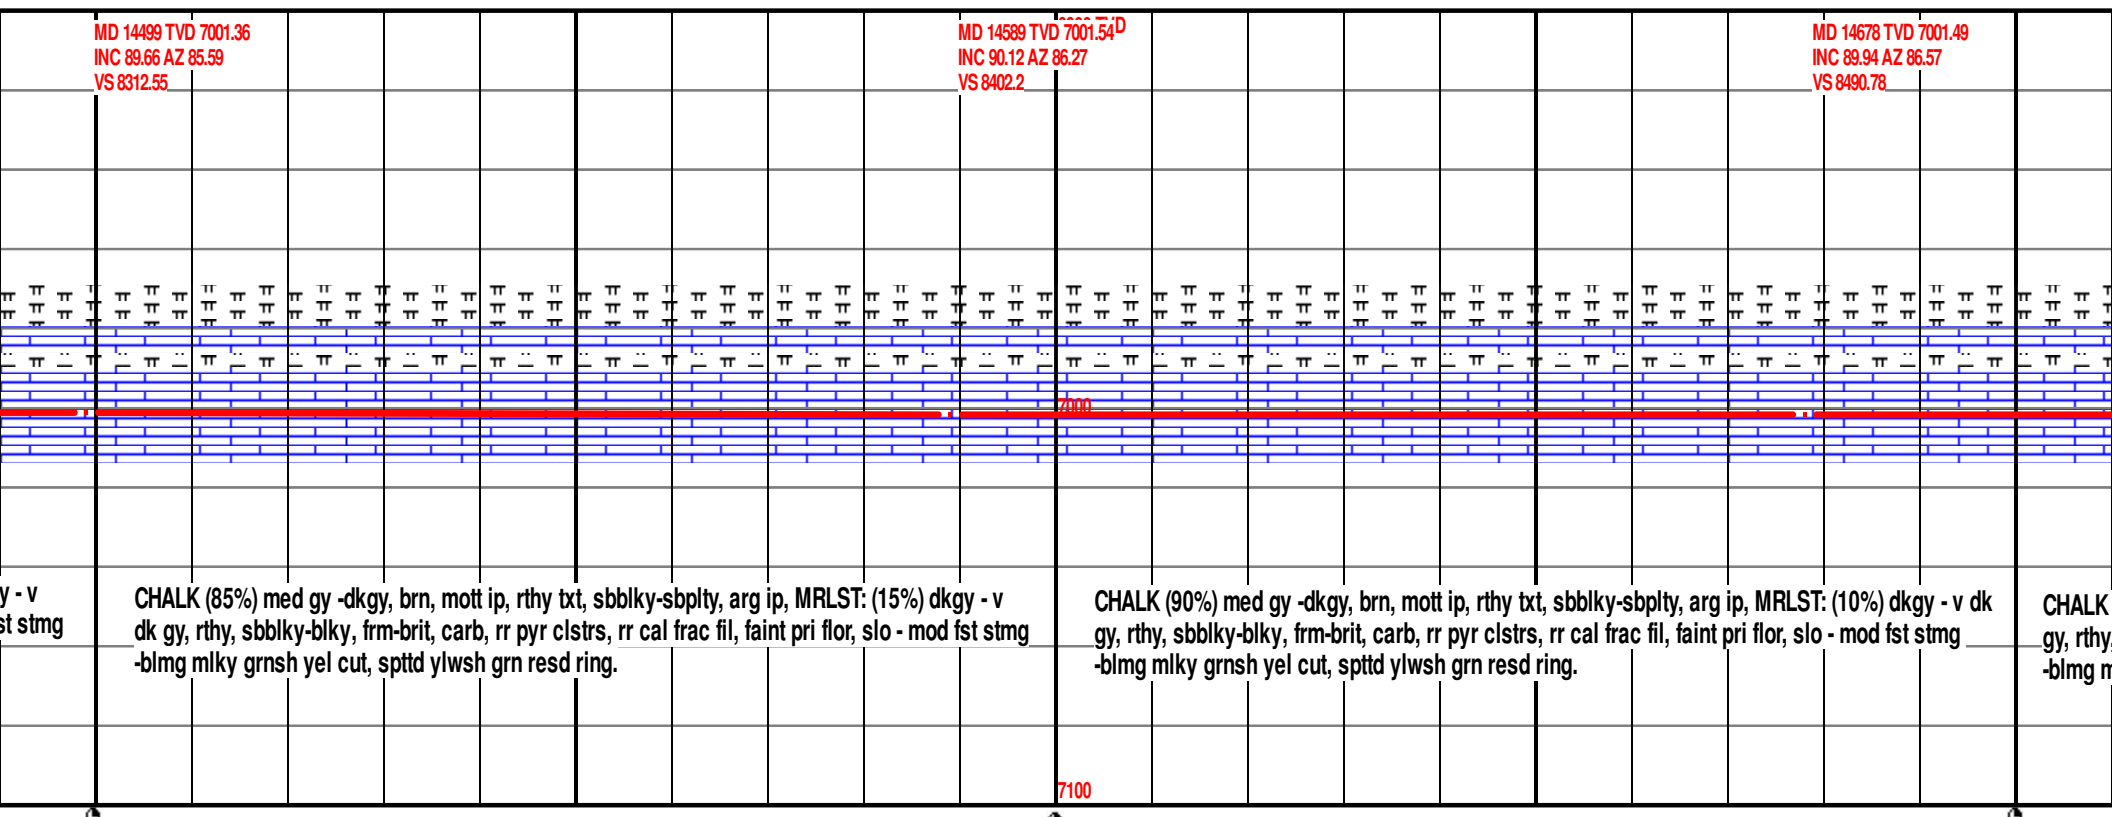 MD 14499 TVD 7001.36
INC 89.66 AZ 85.59
VS 8312.55
MD 14589 TVD 7001.54
INC 90.12 AZ 86.27
VS 8402.2
TVD
MD 14678 TVD 7001.49
INC 89.94 AZ 86.57
VS 8490.78
7000
y - v
st stmg
CHALK (85%) med gy -dkgy, brn, mott ip, rthy txt, sbblky-sbplty, arg ip, MRLST: (15%) dkgy - v
dk gy, rthy, sbblky-blky, frm-brit, carb, rr pyr clstrs, rr cal frac fil, faint pri flor, slo - mod fst stmg
-blmg mlky grnsh yel cut, spttd ylwsh grn resd ring.
CHALK (90%) med gy -dkgy, brn, mott ip, rthy txt, sbblky-sbplty, arg ip, MRLST: (10%) dkgy - v dk
gy, rthy, sbblky-blky, frm-brit, carb, rr pyr clstrs, rr cal frac fil, faint pri flor, slo - mod fst stmg
-blmg mlky grnsh yel cut, spttd ylwsh grn resd ring.
CHALK
gy, rthy,
-blmg m
7100